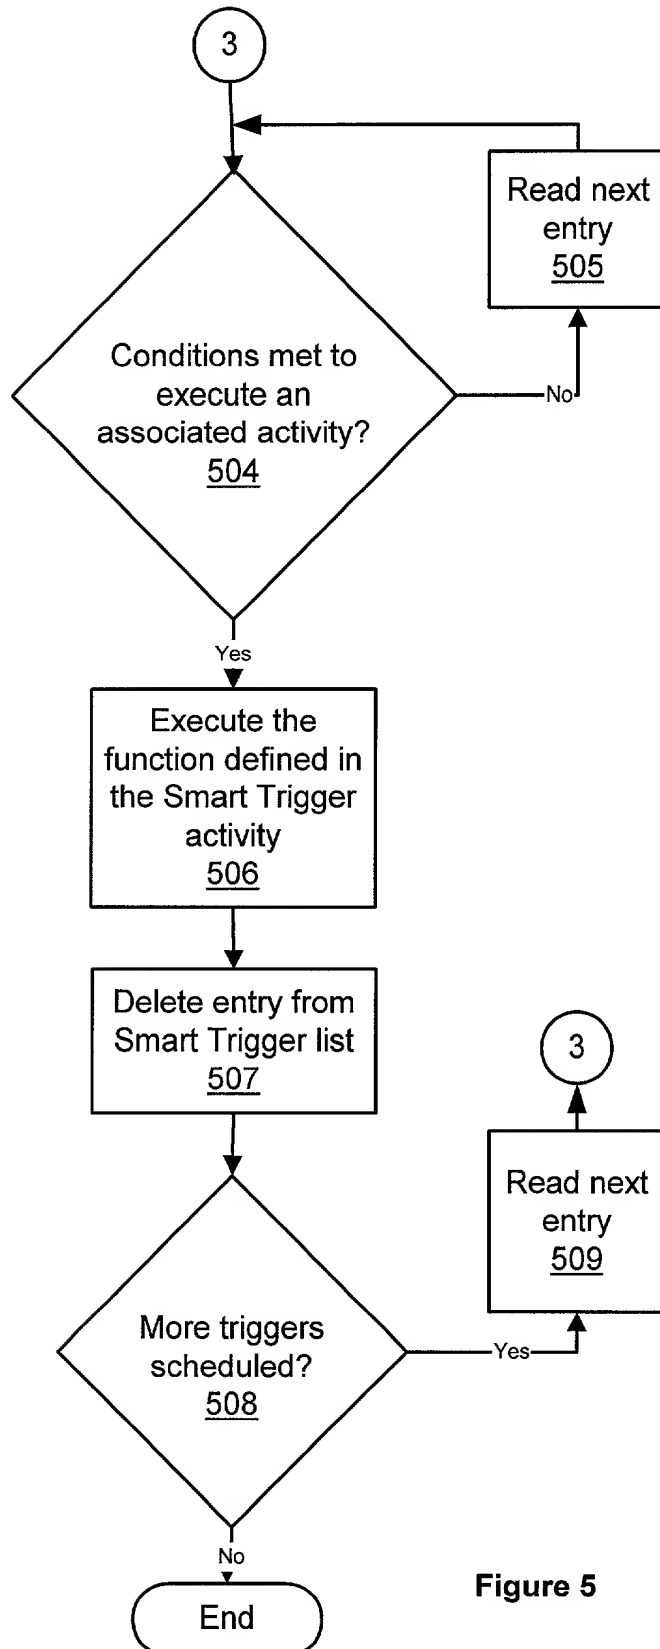 3
Read next
entry
505
Conditions met to
execute an
associated activity?
504
No
Yes
Execute the
function defined in
the Smart Trigger
activity
506
Delete entry from
Smart Trigger list
507
3
Read next
entry
509
More triggers
scheduled?
508
Yes
No
End
Figure 5